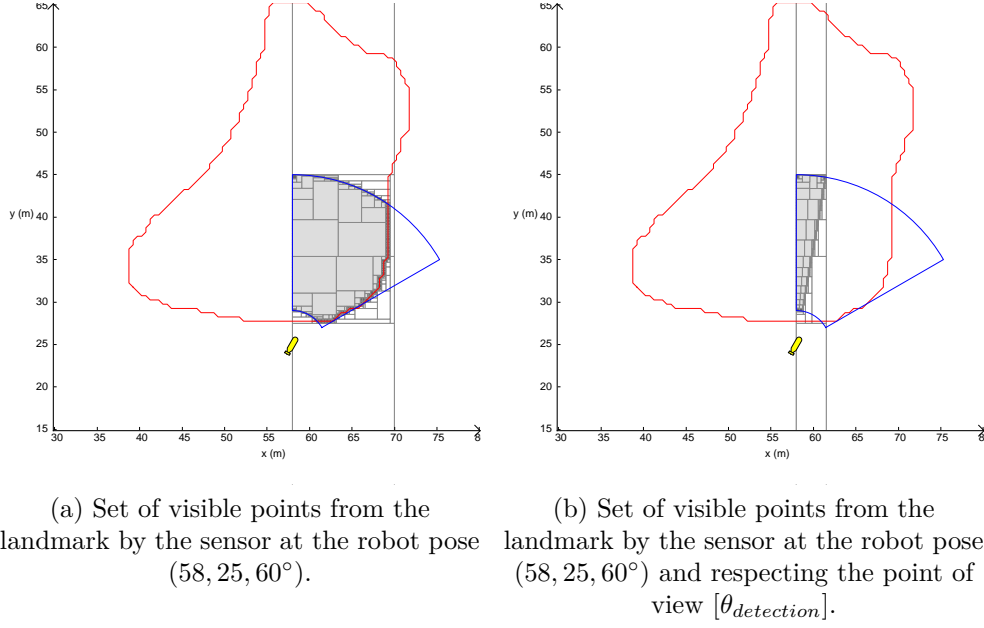 65
60
55
50
45
y (m)
40
35
30
25
20
15
30 35 40 45 50 55 60 65 70 75 8
x (m)
65
60
55
50
45
y (m)
40
35
30
25
20
15
30 35 40 45 50 55 60 65 70 75 8
x (m)
(a) Set of visible points from the
landmark by the sensor at the robot pose
(58, 25, 60°).
(b) Set of visible points from the
landmark by the sensor at the robot pose
(58, 25, 60°) and respecting the point of
view [θ_detection].